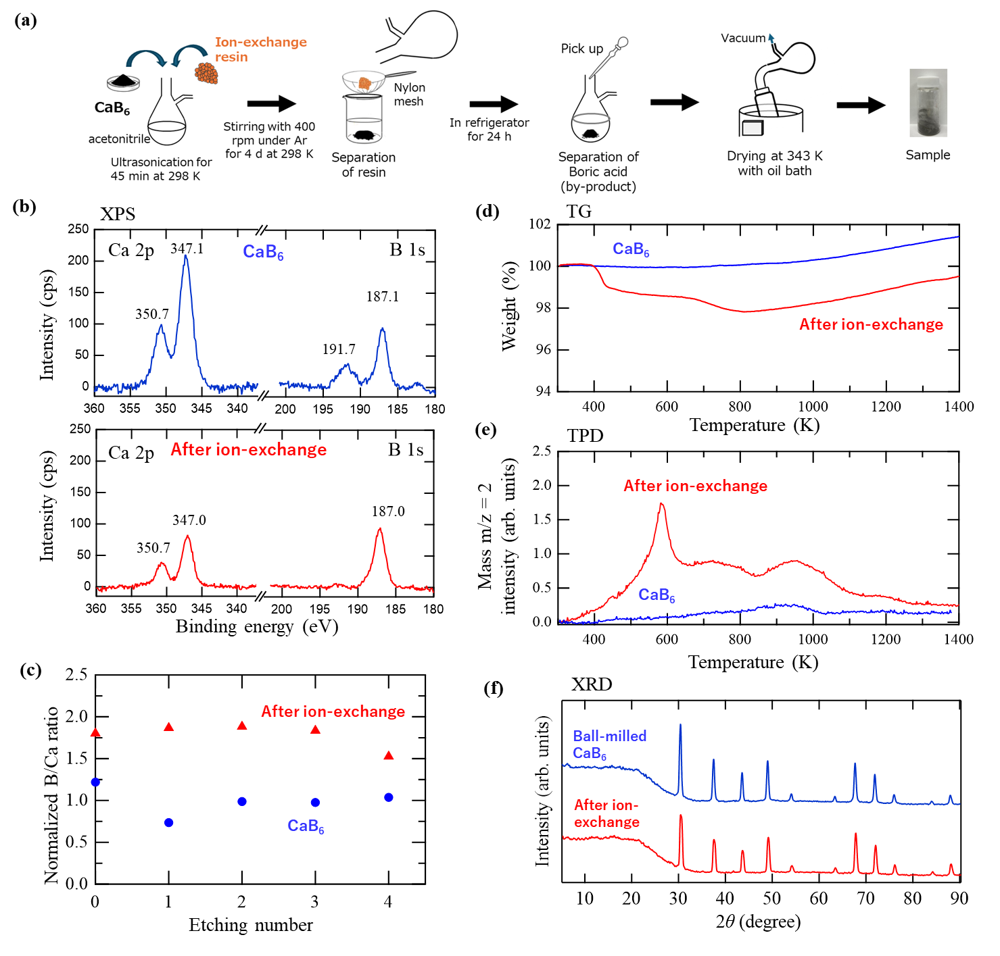 (a)
Ion-exchange
resin
CaB6
acetonitrile
Ultrasonication for
45 min at 298 K
Stirring with 400
rpm under Ar
for 4 d at 298 K
Nylon
mesh
Separation
of resin
In refrigerator
for 24 h
Pick up
Separation of
Boric acid
(by-product)
Vacuum
Drying at 343 K
with oil bath
Sample
(b)
XPS
250
200
150
100
50
0
Intensity (cps)
Ca 2p
347.1
CaB6
B 1s
350.7
191.7
187.1
360 350 345 340 200 195 190 185 180
250
200
150
100
50
0
Intensity (cps)
Ca 2p
After ion-exchange
B 1s
350.7
347.0
187.0
360 350 345 340 200 195 190 185 180
Binding energy (eV)
(c)
2.5
2.0
1.5
1.0
0.5
0.0
Normalized B/Ca ratio
After ion-exchange
CaB6
0 1 2 3 4
Etching number
(d)
TG
102
100
98
96
94
Weight (%)
CaB6
After ion-exchange
400 600 800 1000 1200 1400
Temperature (K)
(e)
TPD
2.5
2.0
1.5
1.0
0.5
0.0
Mass m/z = 2
intensity (arb. units)
After ion-exchange
CaB6
400 600 800 1000 1200 1400
Temperature (K)
(f)
XRD
Intensity (arb. units)
Ball-milled
CaB6
After ion-
exchange
10 20 30 40 50 60 70 80 90
2θ (degree)